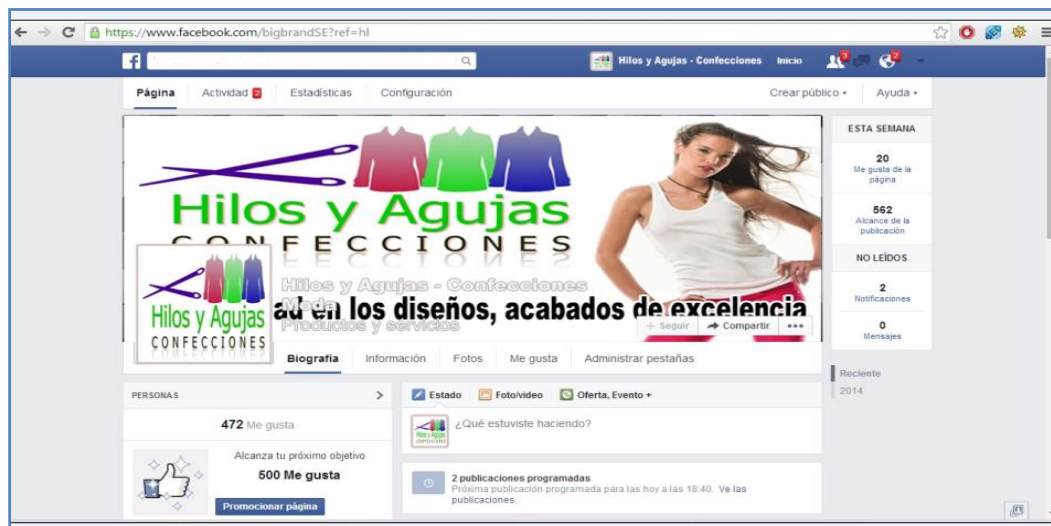 https://www.facebook.com/bigbrandSE?ref=hl
Hilos y Agujas - Confecciones Inicio 3 2
Página Actividad 2 Estadísticas Configuración Crear público Ayuda
Hilos y Agujas
CONFECCIONES
Hilos y Agujas
CONFECCIONES
Hilos y Agujas - Confecciones
Moda
ad en los diseños, acabados de excelencia
Productos y servicios
+ Seguir Compartir
Biografía Información Fotos Me gusta Administrar pestañas
ESTA SEMANA
20
Me gusta de la
página
562
Alcance de la
publicación
NO LEÍDOS
2
Notificaciones
0
Mensajes
Reciente
2014
PERSONAS
472 Me gusta
Alcanza tu próximo objetivo
500 Me gusta
Promocionar página
Estado Foto/video Oferta, Evento +
Hilos y Agujas
¿Qué estuviste haciendo?
2 publicaciones programadas
Próxima publicación programada para las hoy a las 18:40. Ve las
publicaciones.